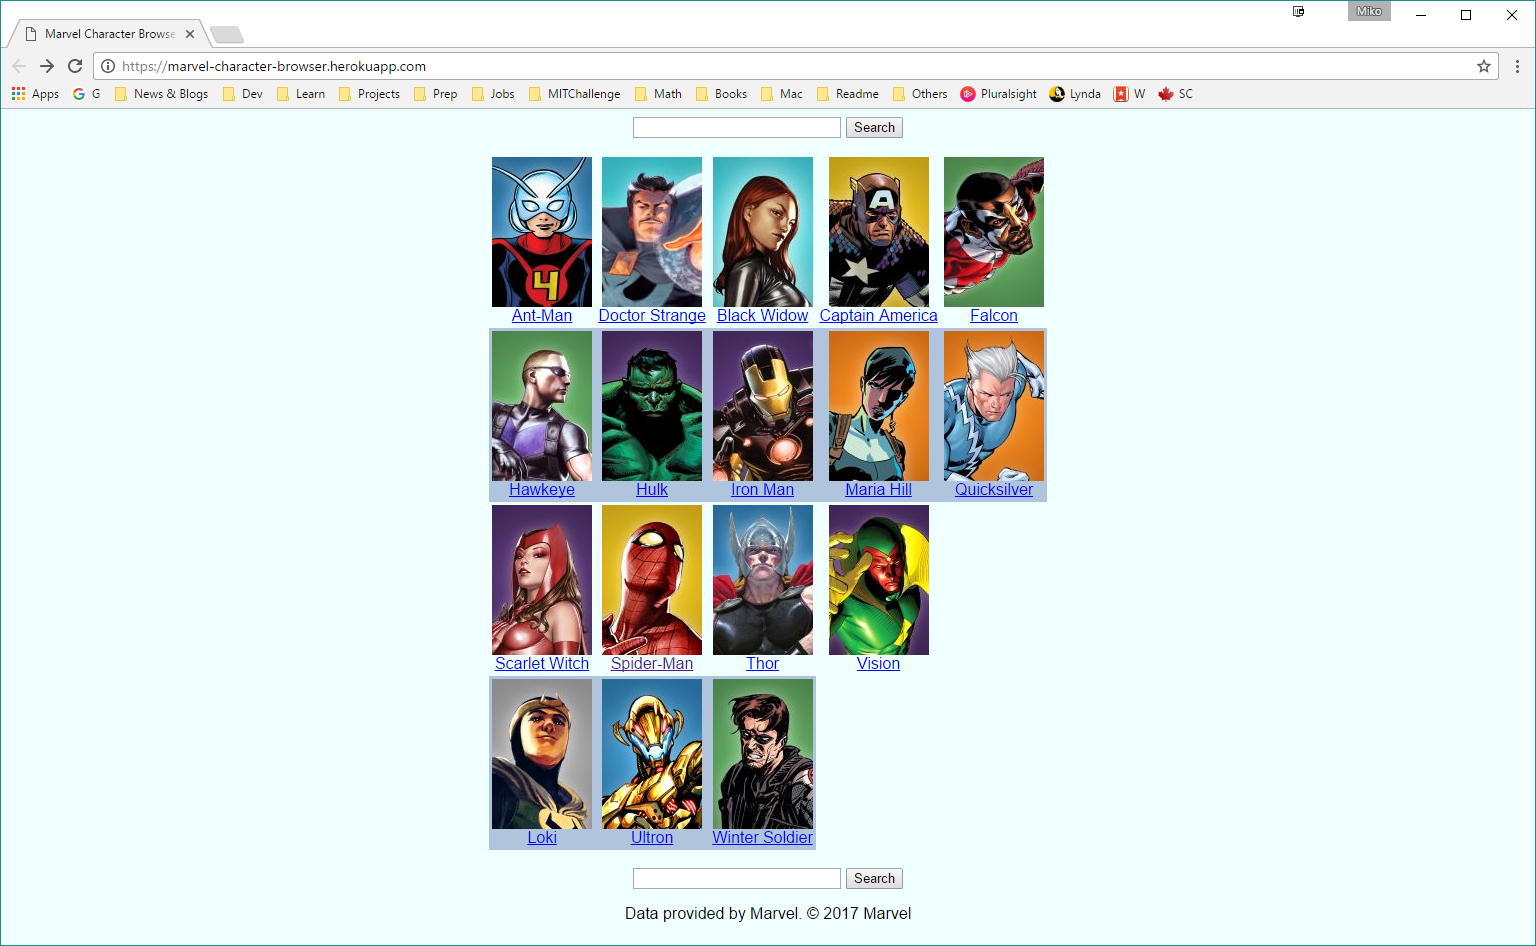 Miko
Marvel Character Browse
https://marvel-character-browser.herokuapp.com
Apps G News & Blogs Dev Learn Projects Prep Jobs MITChallenge Math Books Mac Readme Others Pluralsight Lynda W SC
Search
A
4
Ant-Man Doctor Strange Black Widow Captain America Falcon
Hawkeye Hulk Iron Man Maria Hill Quicksilver
Scarlet Witch Spider-Man Thor Vision
Loki Ultron Winter Soldier
Search
Data provided by Marvel. © 2017 Marvel